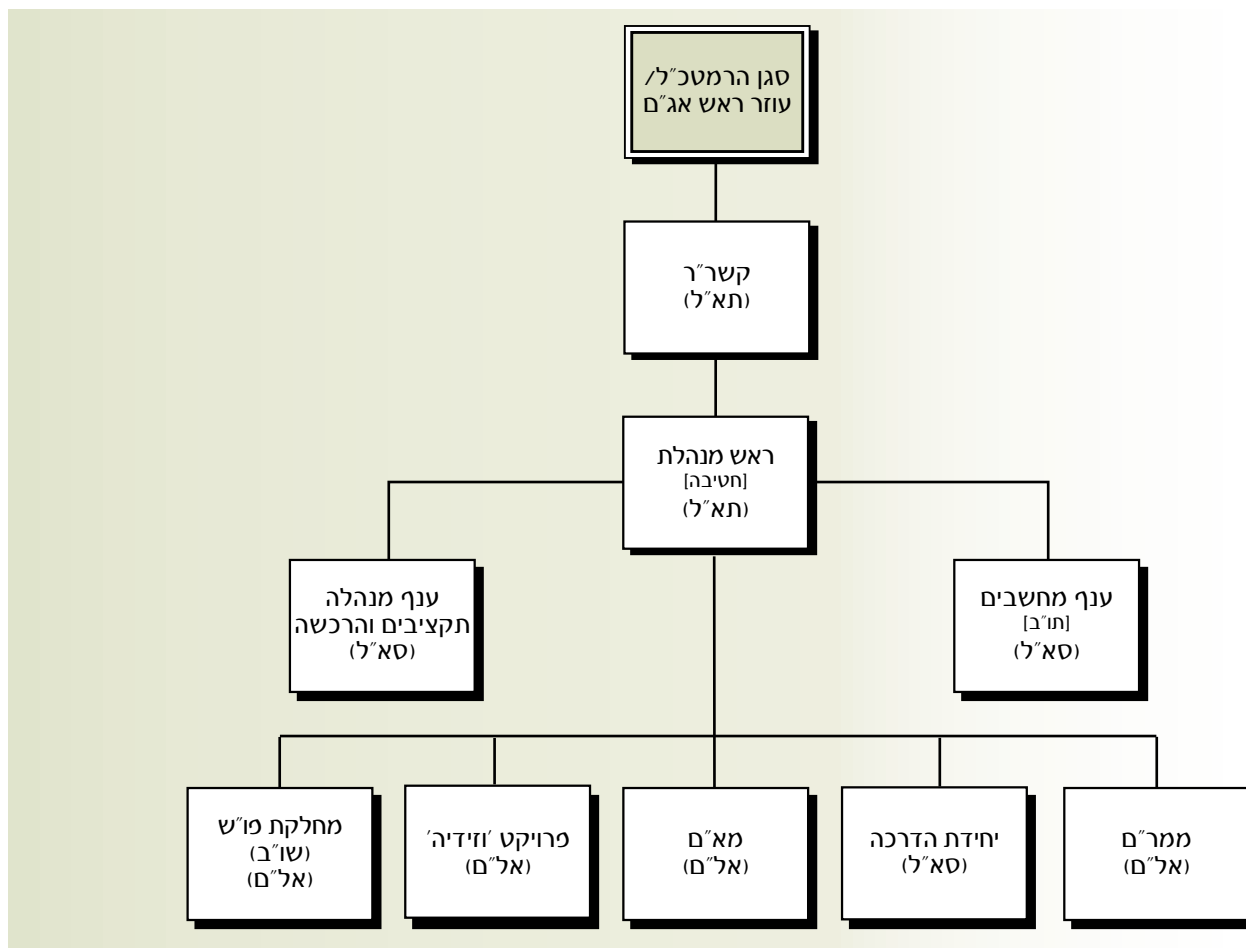 סגן הרמטכ״ל/
עוזר ראש אג״ם
קשר״ר
(תא״ל)
ראש מנהלת
[חטיבה]
(תא״ל)
ענף מחשבים
[תו״ב]
(סא״ל)
ענף מנהלה
תקציבים והרכשה
(סא״ל)
ממר״ם
(אל״ם)
יחידת הדרכה
(סא״ל)
מא״ם
(אל״ם)
פרויקט 'וזידיה'
(אל״ם)
מחלקת פו״ש
(שו״ב)
(אל״ם)